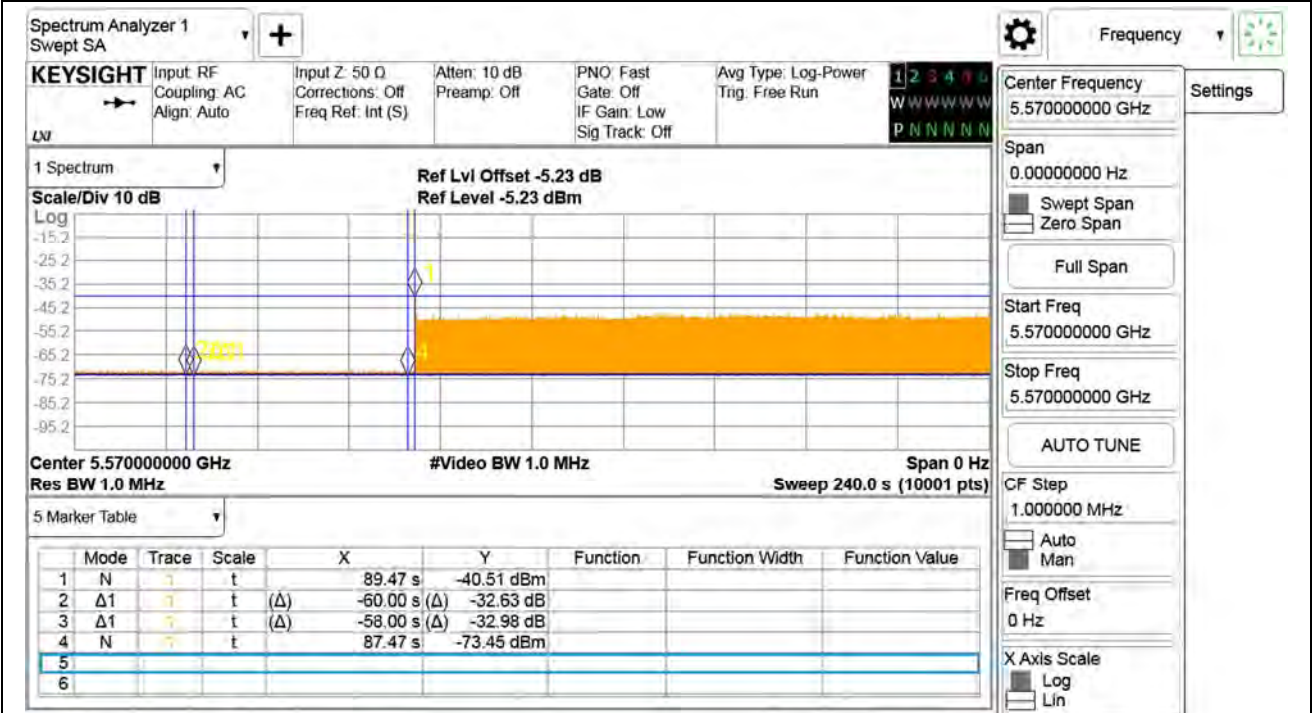 Spectrum Analyzer 1
Swept SA
+
Frequency
KEYSIGHT
LXI
Input: RF
Coupling: AC
Align: Auto
Input Z: 50 Ω
Corrections: Off
Freq Ref: Int (S)
Atten: 10 dB
Preamp: Off
PNO: Fast
Gate: Off
IF Gain: Low
Sig Track: Off
Avg Type: Log-Power
Trig: Free Run
1 2 3 4 5 6
W W W W W W
P N N N N N
Center Frequency
5.570000000 GHz
Settings
Span
0.00000000 Hz
Swept Span
Zero Span
Full Span
Start Freq
5.570000000 GHz
Stop Freq
5.570000000 GHz
AUTO TUNE
CF Step
1.000000 MHz
Auto
Man
Freq Offset
0 Hz
X Axis Scale
Log
Lin
1 Spectrum
Scale/Div 10 dB
Ref Lvl Offset -5.23 dB
Ref Level -5.23 dBm
Log
-15.2
-25.2
-35.2
-45.2
-55.2
-65.2
-75.2
-85.2
-95.2
1
4
Center 5.570000000 GHz
#Video BW 1.0 MHz
Span 0 Hz
Res BW 1.0 MHz
Sweep 240.0 s (10001 pts)
5 Marker Table
Mode Trace Scale X Y Function Function Width Function Value
1 N t 89.47 s -40.51 dBm
2 Δ1 t (Δ) -60.00 s (Δ) -32.63 dB
3 Δ1 t (Δ) -58.00 s (Δ) -32.98 dB
4 N t 87.47 s -73.45 dBm
5
6